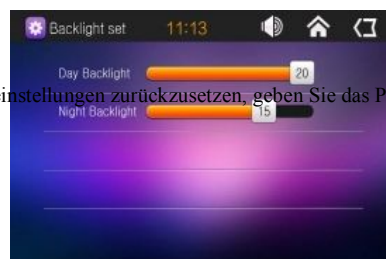 Backlight set 11:13
Day Backlight 20
instellungen zurückzusetzen, geben Sie das P
Night Backlight 15